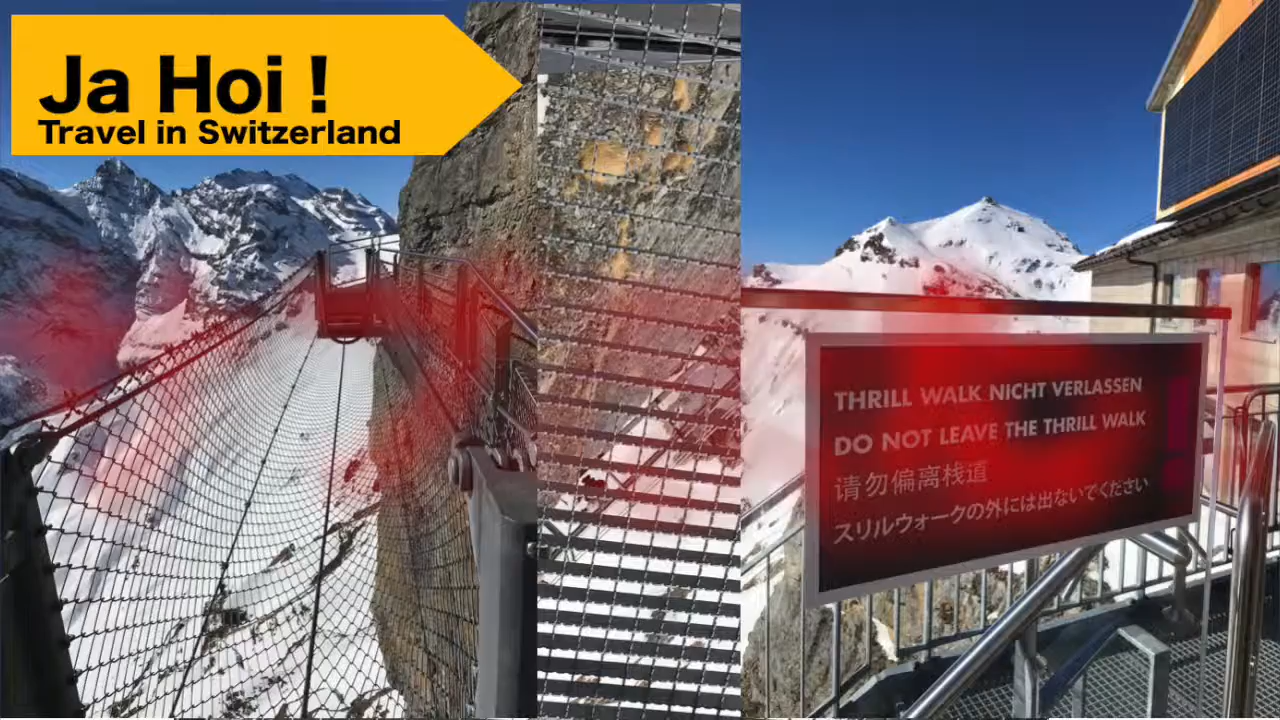 Ja Hoi !
Travel in Switzerland
THRILL WALK NICHT VERLASSEN
DO NOT LEAVE THE THRILL WALK
请勿偏离栈道
スリルウォークの外には出ないでください